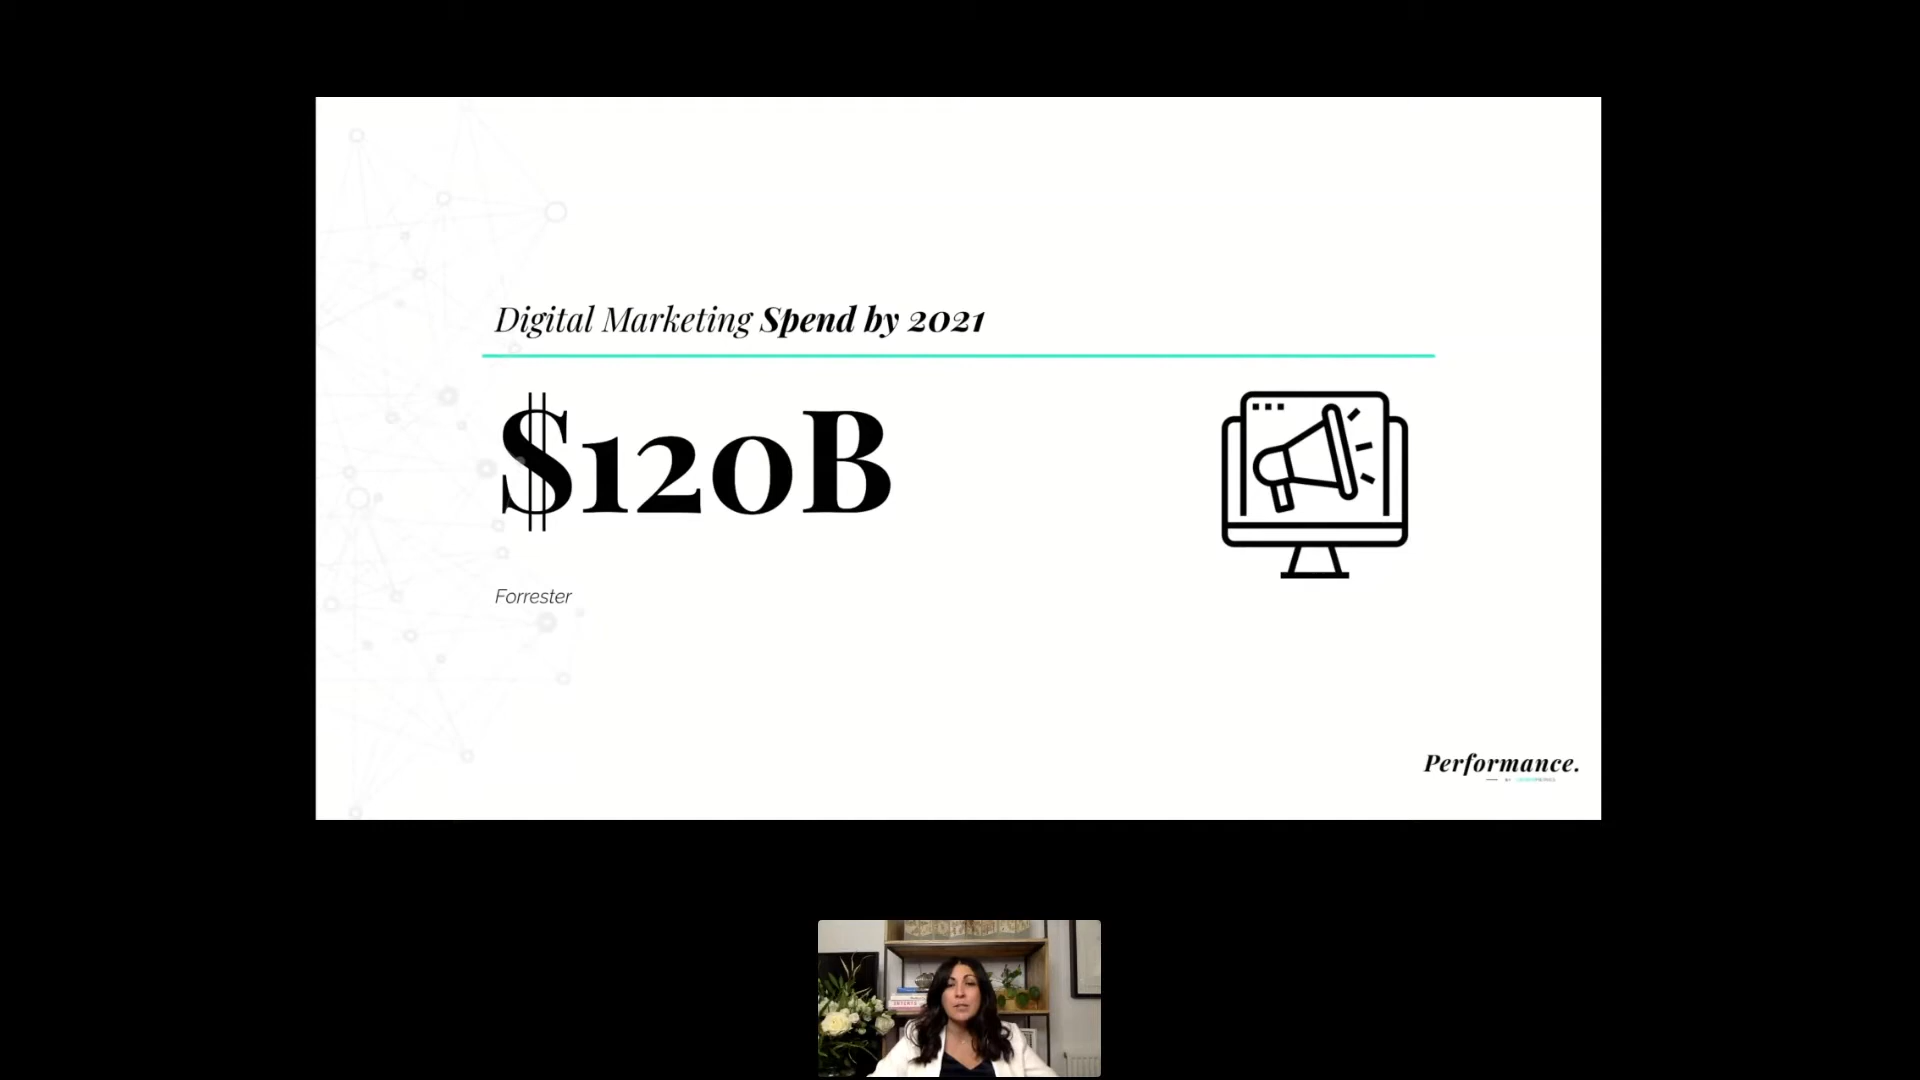 Digital Marketing Spend by 2021
$120B
Forrester
Performance.